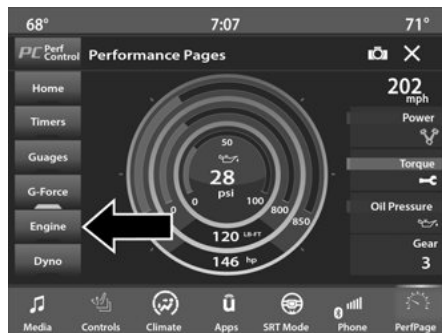 68° 7:07 71°
PC Perf Control Performance Pages
Home
Timers
Guages
G-Force
Engine
Dyno
50
28
psi
0 100
0 800 850
120 LB-FT
146 hp
202
mph
Power
Torque
Oil Pressure
Gear
3
Media Controls Climate Apps SRT Mode Phone PerfPage